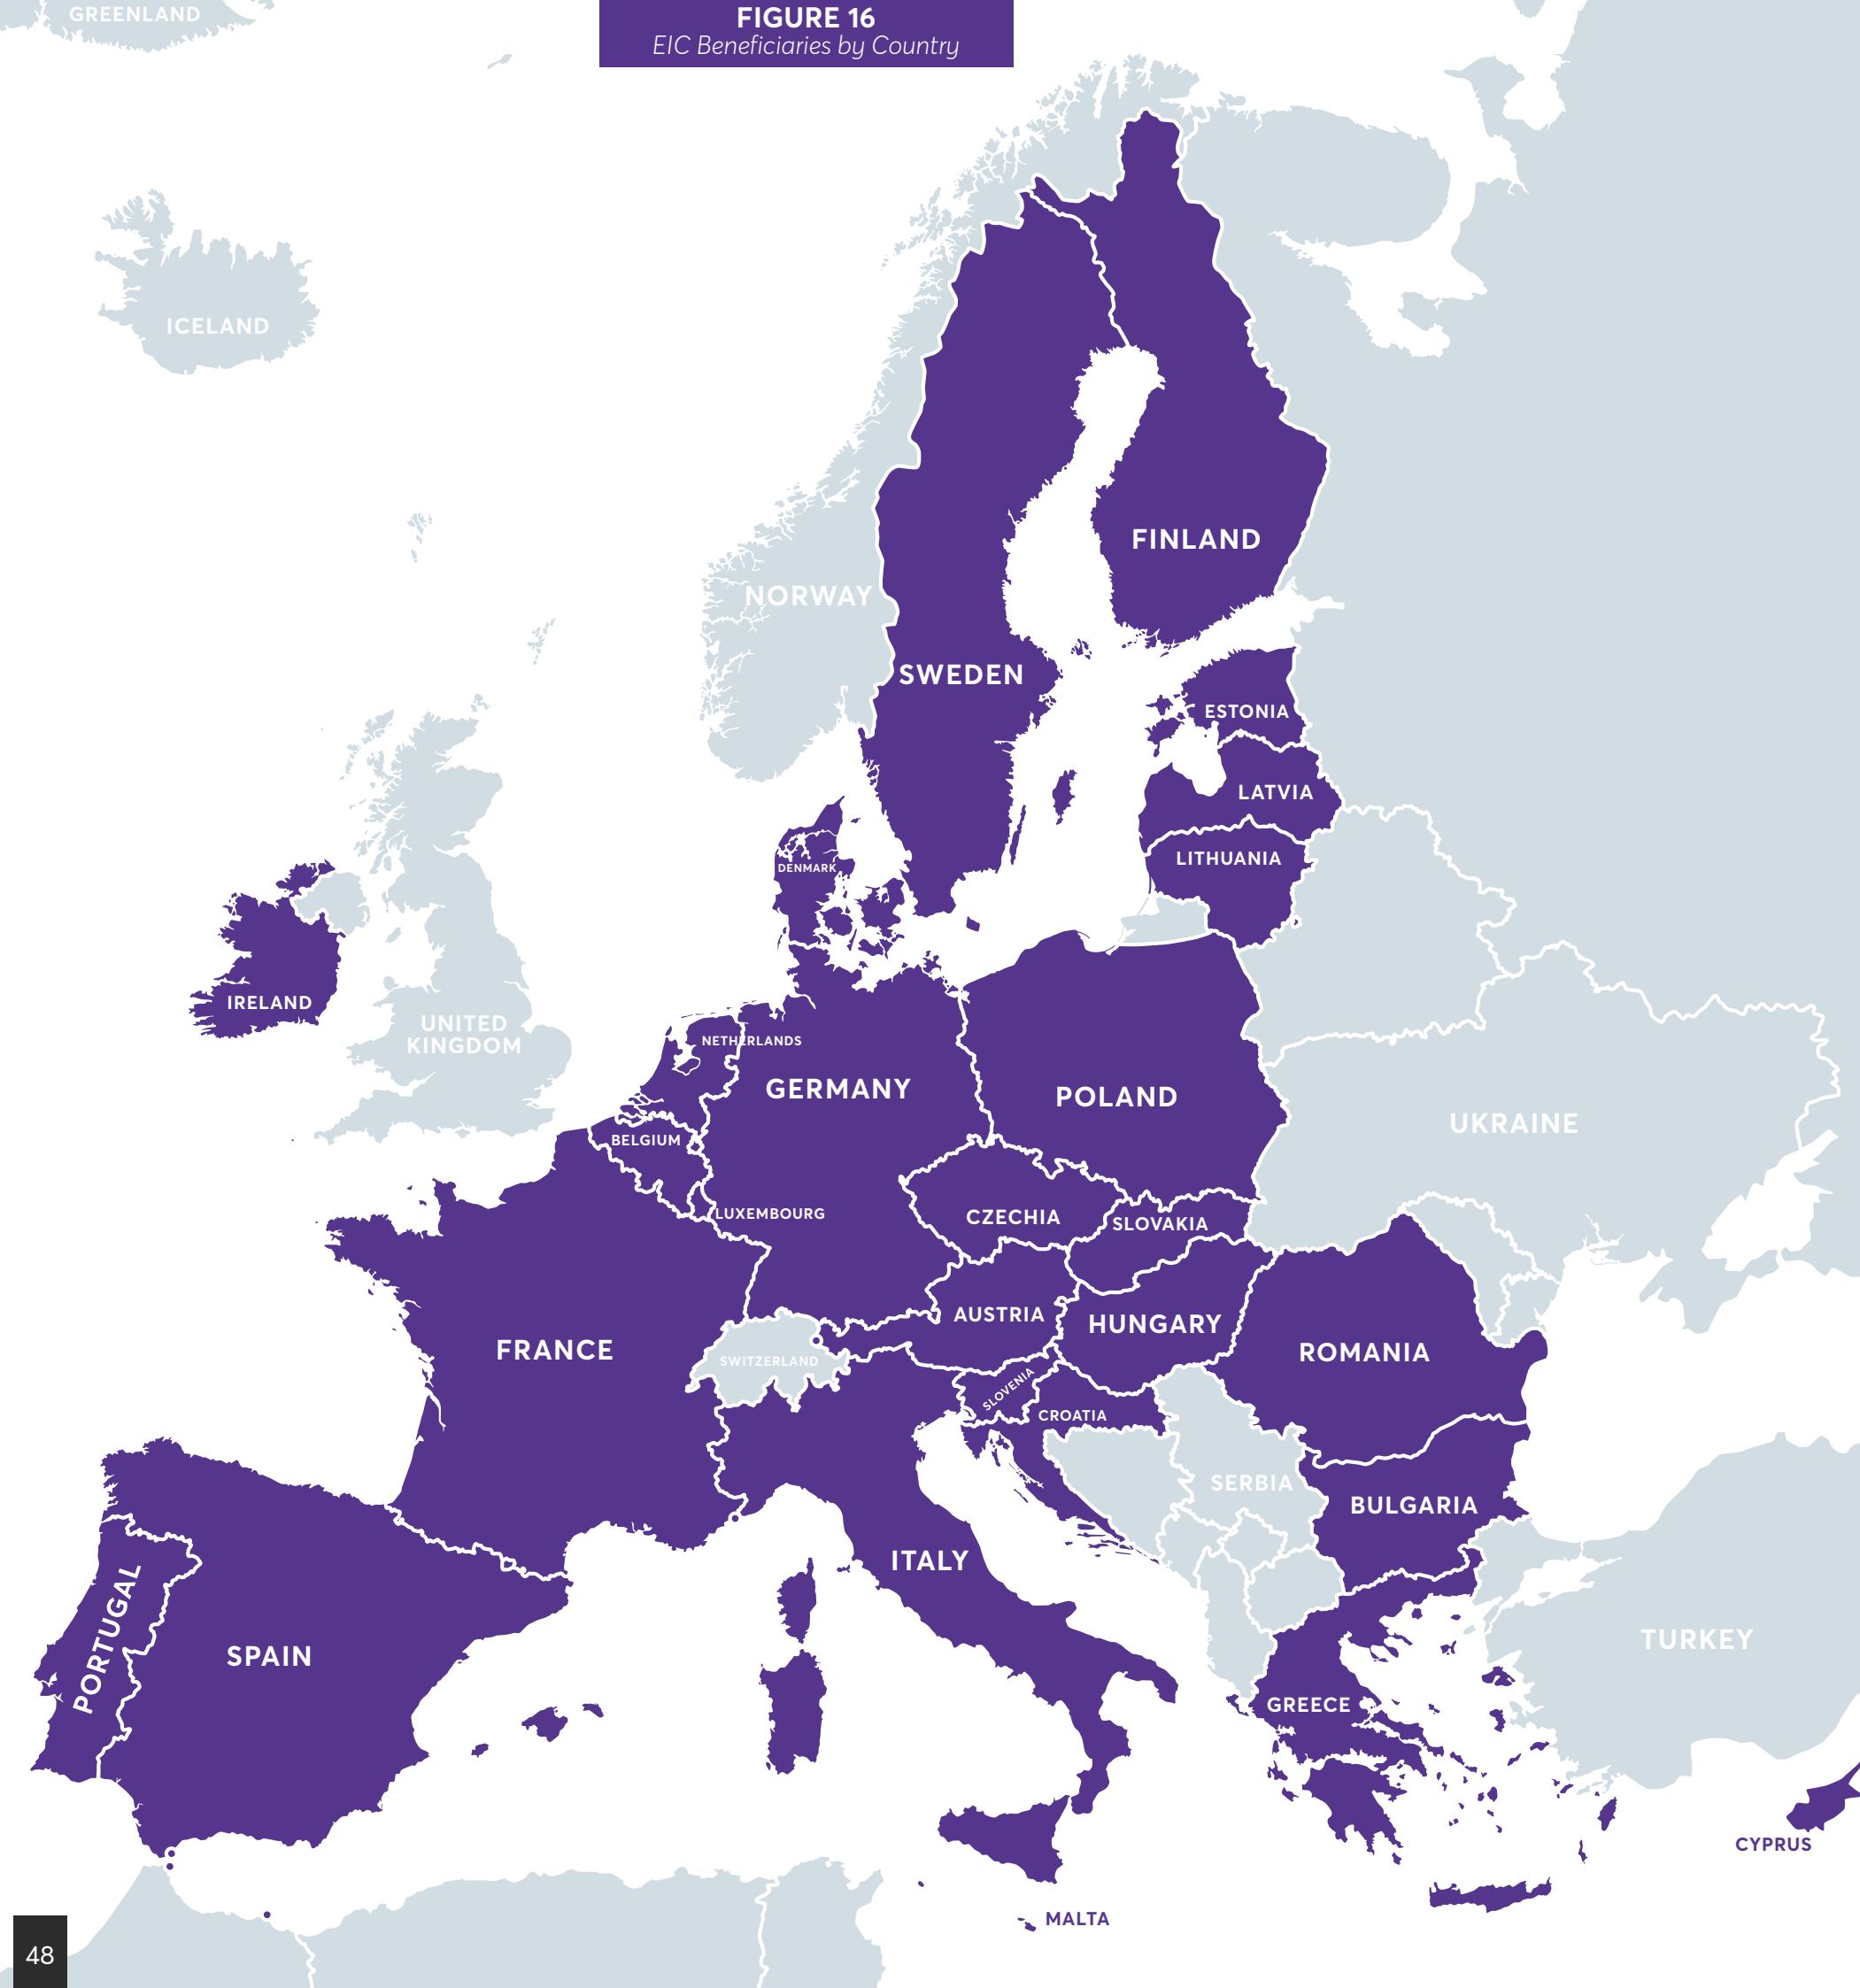 GREENLAND
FIGURE 16
EIC Beneficiaries by Country
ICELAND
FINLAND
NORWAY
SWEDEN
ESTONIA
LATVIA
LITHUANIA
DENMARK
IRELAND
UNITED
KINGDOM
NETHERLANDS
GERMANY
POLAND
UKRAINE
BELGIUM
LUXEMBOURG
CZECHIA
SLOVAKIA
AUSTRIA
HUNGARY
FRANCE
ROMANIA
SWITZERLAND
SLOVENIA
CROATIA
SERBIA
BULGARIA
ITALY
PORTUGAL
SPAIN
TURKEY
GREECE
CYPRUS
MALTA
48